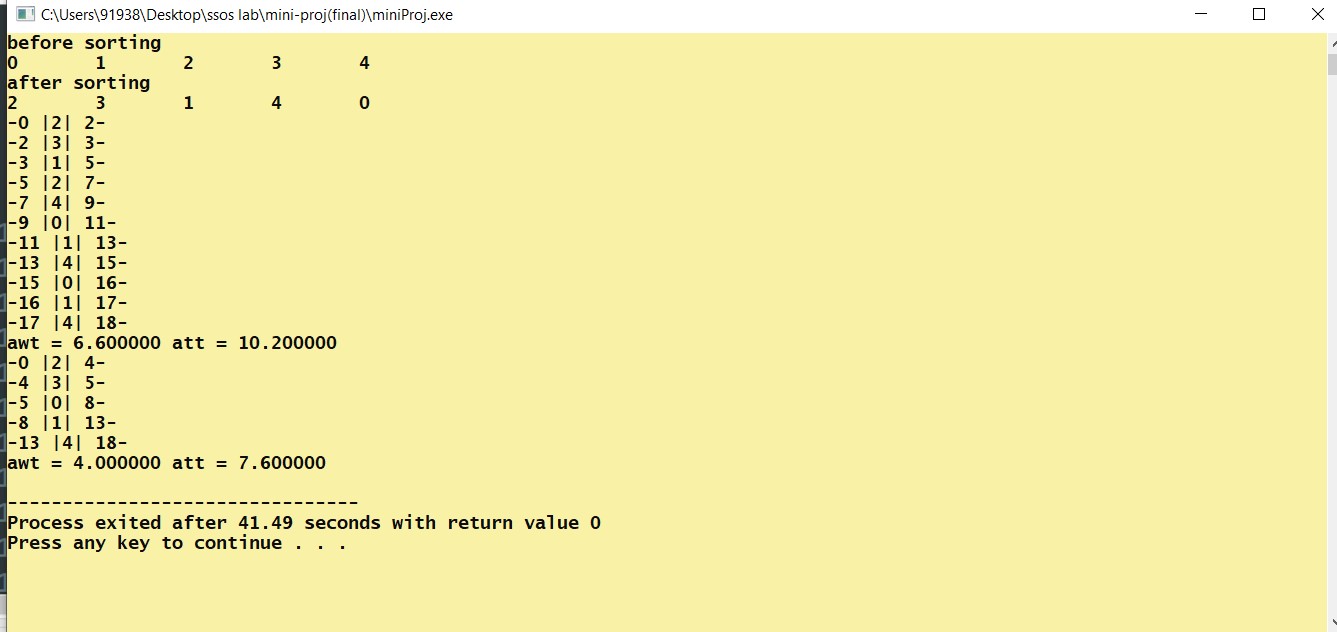 C:\Users\91938\Desktop\ssos lab\mini-proj(final)\miniProj.exe
before sorting
0 1 2 3 4
after sorting
2 3 1 4 0
-0 |2| 2-
-2 |3| 3-
-3 |1| 5-
-5 |2| 7-
-7 |4| 9-
-9 |0| 11-
-11 |1| 13-
-13 |4| 15-
-15 |0| 16-
-16 |1| 17-
-17 |4| 18-
awt = 6.600000 att = 10.200000
-0 |2| 4-
-4 |3| 5-
-5 |0| 8-
-8 |1| 13-
-13 |4| 18-
awt = 4.000000 att = 7.600000
--------------------------------
Process exited after 41.49 seconds with return value 0
Press any key to continue . . .